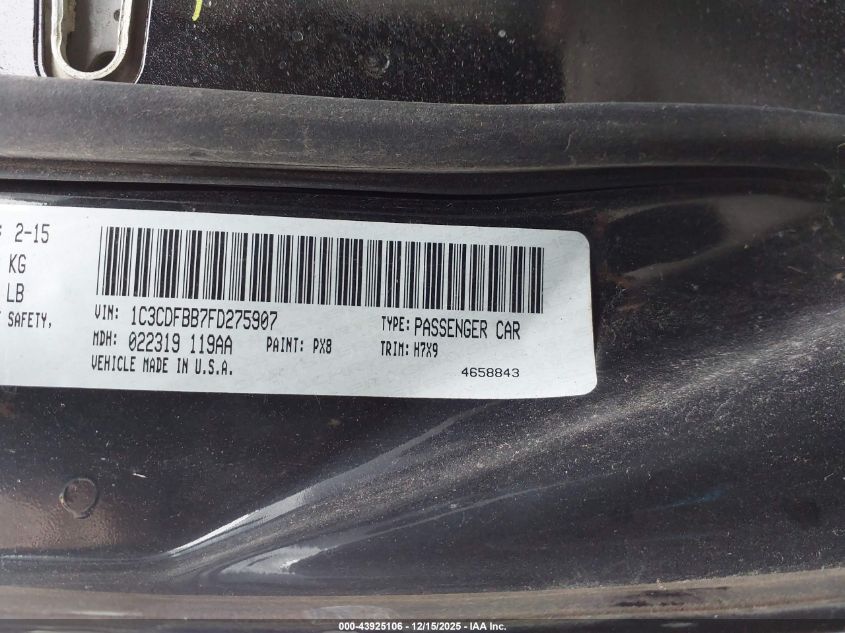 2-15
KG
LB
SAFETY,
VIN: 1C3CDFBB7FD275907
TYPE: PASSENGER CAR
MDH: 022319 119AA
PAINT: PX8
TRIM: H7X9
VEHICLE MADE IN U.S.A.
4658843
000-43925106 - 12/15/2025 - IAA Inc.